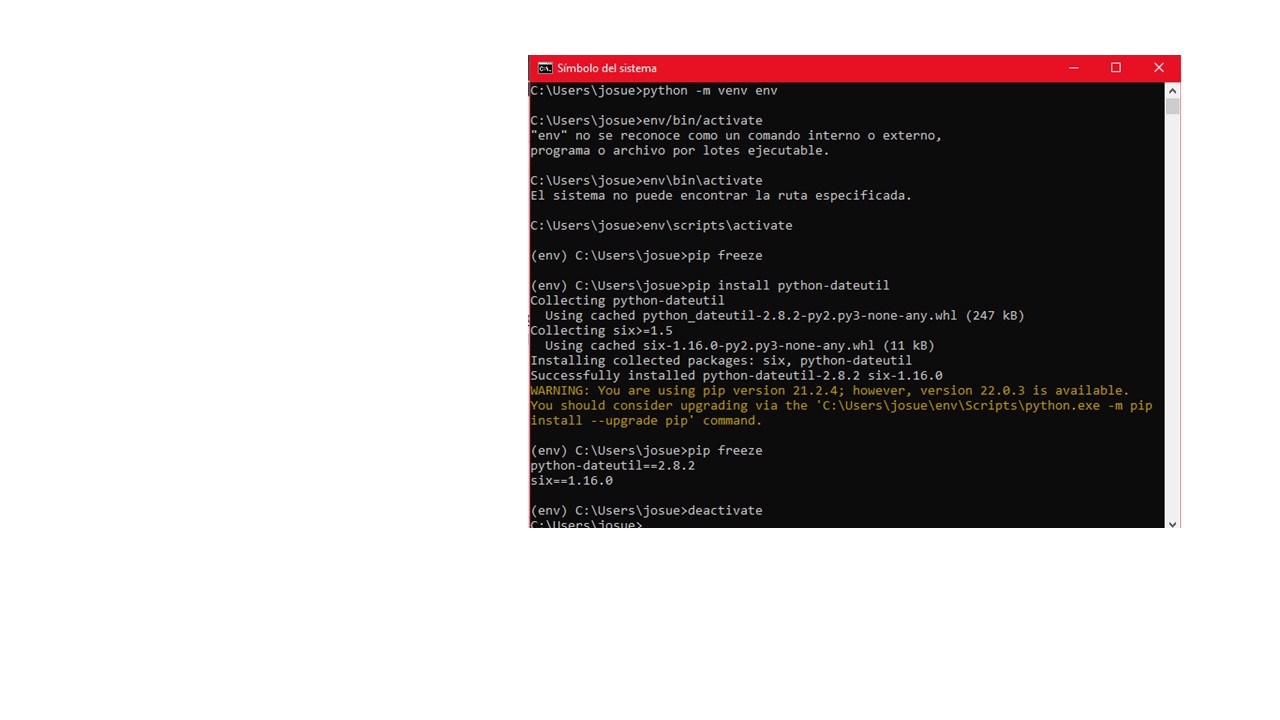 Símbolo del sistema
C:\Users\josue>python -m venv env
C:\Users\josue>env/bin/activate
"env" no se reconoce como un comando interno o externo,
programa o archivo por lotes ejecutable.
C:\Users\josue>env\bin\activate
El sistema no puede encontrar la ruta especificada.
C:\Users\josue>env\scripts\activate
(env) C:\Users\josue>pip freeze
(env) C:\Users\josue>pip install python-dateutil
Collecting python-dateutil
  Using cached python_dateutil-2.8.2-py2.py3-none-any.whl (247 kB)
Collecting six>=1.5
  Using cached six-1.16.0-py2.py3-none-any.whl (11 kB)
Installing collected packages: six, python-dateutil
Successfully installed python-dateutil-2.8.2 six-1.16.0
WARNING: You are using pip version 21.2.4; however, version 22.0.3 is available.
You should consider upgrading via the 'C:\Users\josue\env\Scripts\python.exe -m pip
install --upgrade pip' command.
(env) C:\Users\josue>pip freeze
python-dateutil==2.8.2
six==1.16.0
(env) C:\Users\josue>deactivate
C:\Users\josue>